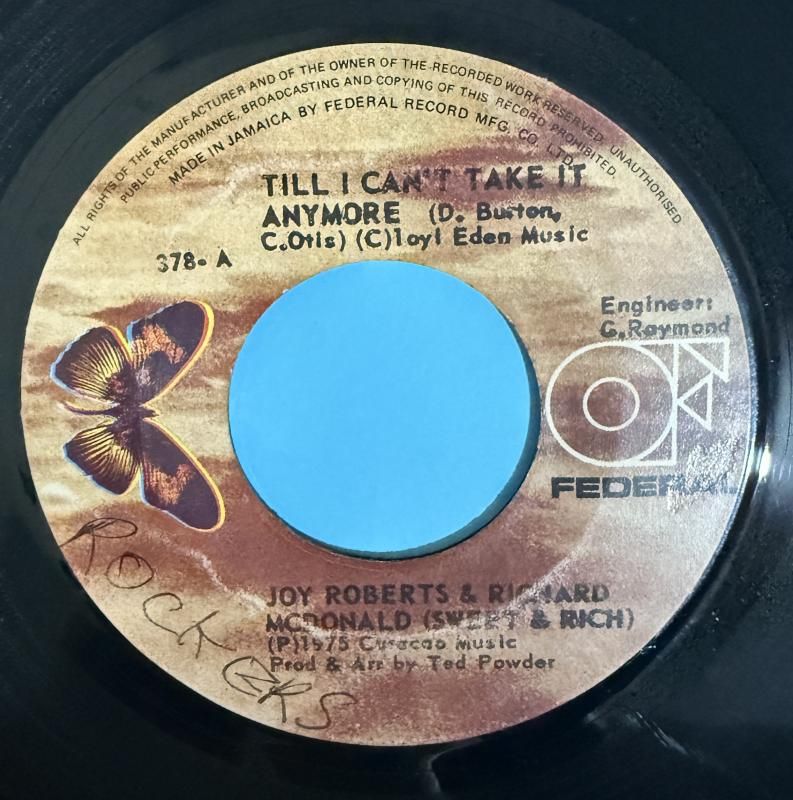 ALL RIGHTS OF THE MANUFACTURER AND OF THE OWNER OF THE RECORDED WORK RESERVED. UNAUTHORISED
PUBLIC PERFORMANCE, BROADCASTING AND COPYING OF THIS RECORD PROHIBITED.
MADE IN JAMAICA BY FEDERAL RECORD MFG. CO. LTD.
TILL I CAN'T TAKE IT
ANYMORE (D. Burton,
C.Otis) (C)loyl Eden Music
378- A
Engineer:
C.Raymond
FEDERAL
JOY ROBERTS & RICHARD
MCDONALD (SWEET & RICH)
(P)1975 Curacao Music
Prod & Arr by Ted Powder
ROCKERS